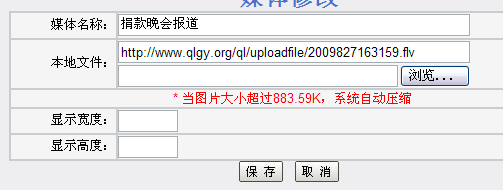 媒体修改
媒体名称： 捐款晚会报道
本地文件： http://www.qlgy.org/ql/uploadfile/2009827163159.flv
浏览...
* 当图片大小超过883.59K，系统自动压缩
显示宽度：
显示高度：
保 存 取 消